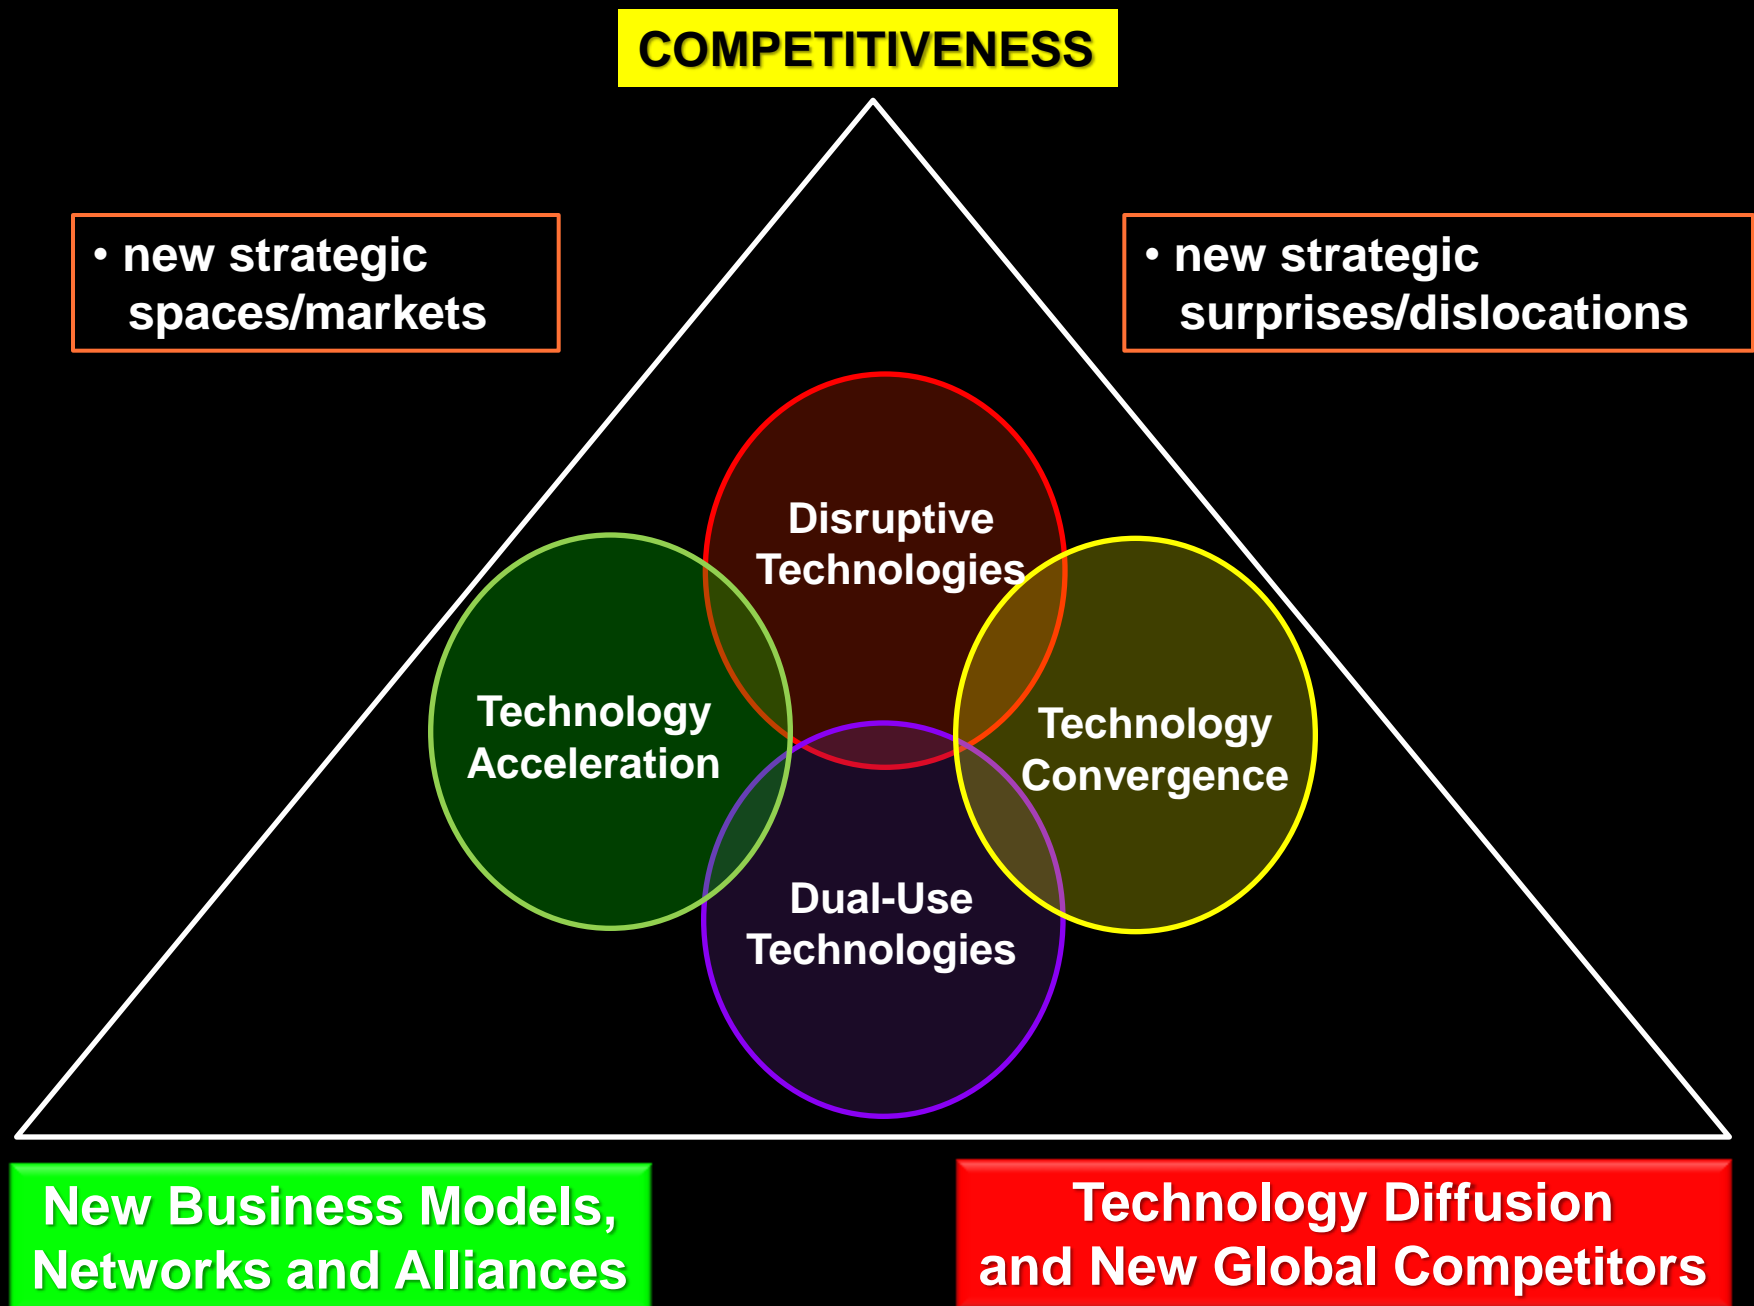 COMPETITIVENESS
• new strategic
spaces/markets
• new strategic
surprises/dislocations
Disruptive
Technologies
Technology
Acceleration
Technology
Convergence
Dual-Use
Technologies
New Business Models,
Networks and Alliances
Technology Diffusion
and New Global Competitors